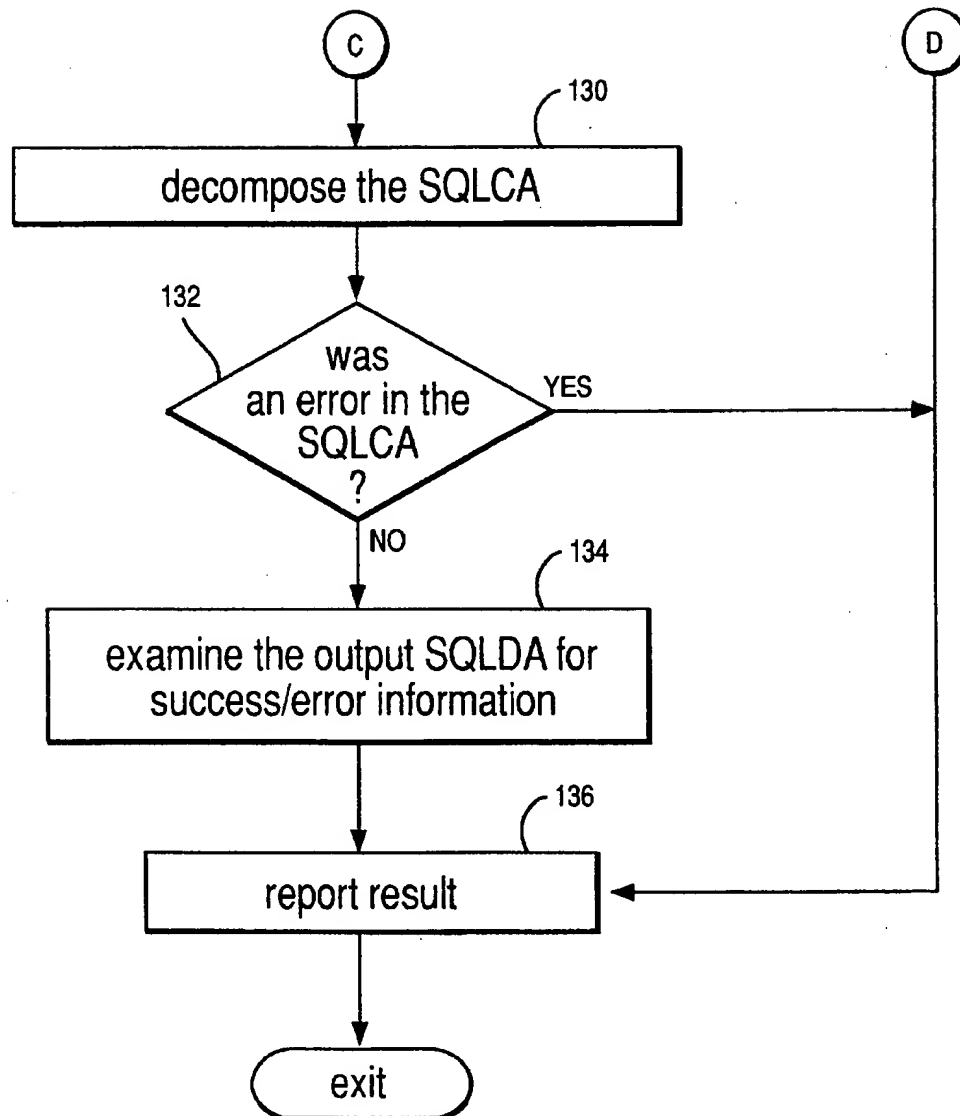 C
D
130
decompose the SQLCA
132
was
an error in the
SQLCA
?
YES
NO
134
examine the output SQLDA for
success/error information
136
report result
exit